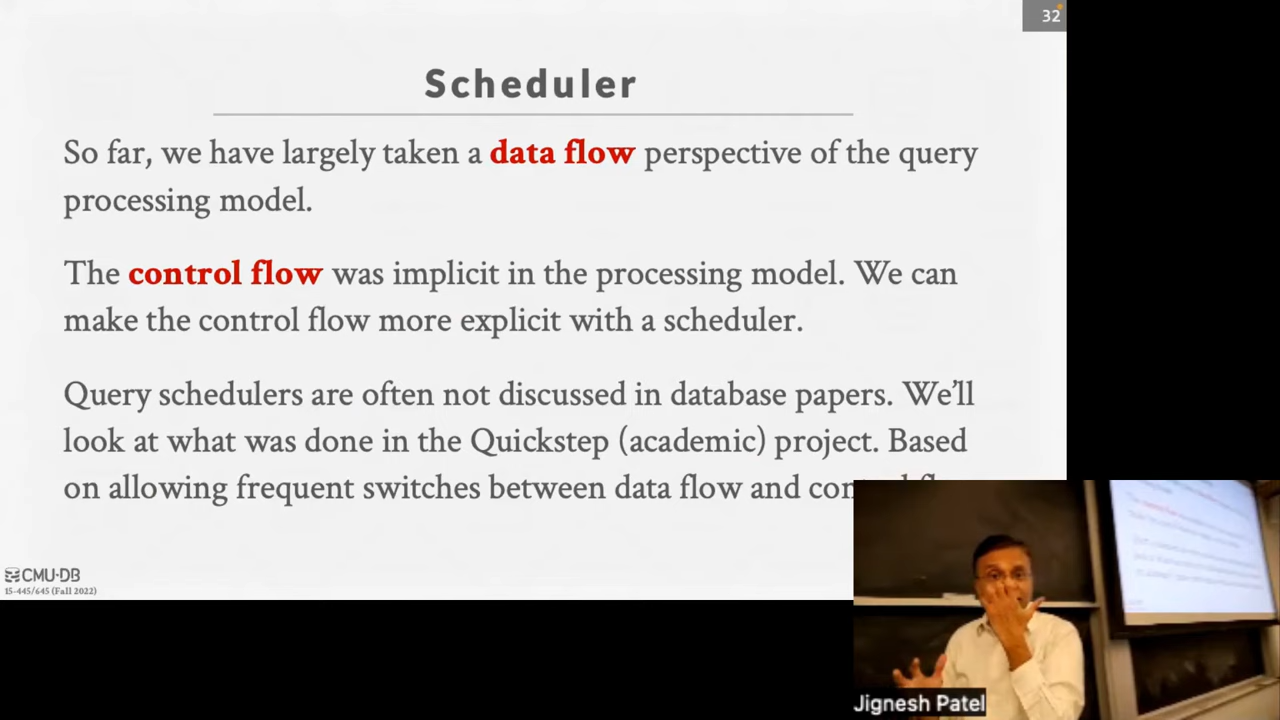 32
Scheduler
So far, we have largely taken a data flow perspective of the query
processing model.
The control flow was implicit in the processing model. We can
make the control flow more explicit with a scheduler.
Query schedulers are often not discussed in database papers. We'll
look at what was done in the Quickstep (academic) project. Based
on allowing frequent switches between data flow and
CMU·DB
15-445/645 (Fall 2022)
Jignesh Patel